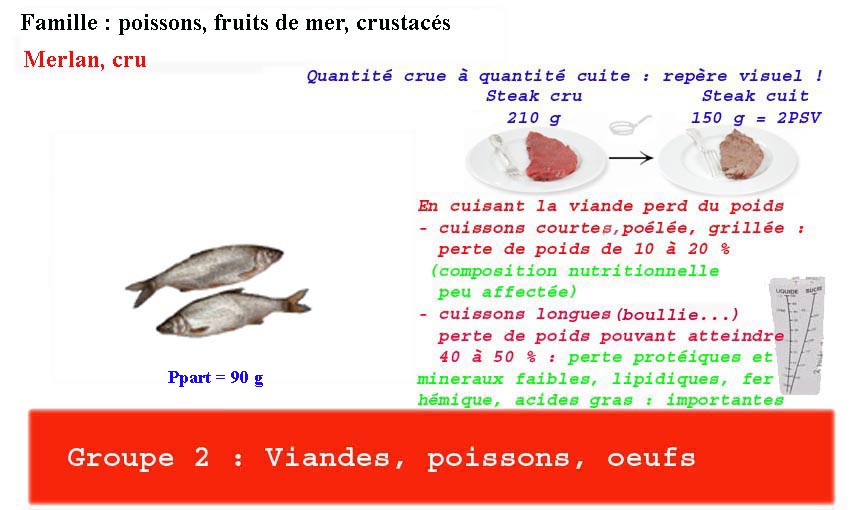 Famille : poissons, fruits de mer, crustacés
Merlan, cru
Quantité crue à quantité cuite : repère visuel !
Steak cru
210 g
Steak cuit
150 g = 2PSV
En cuisant la viande perd du poids
- cuissons courtes,poélée, grillée :
perte de poids de 10 à 20 %
(composition nutritionnelle
peu affectée)
- cuissons longues (boullie...)
perte de poids pouvant atteindre
40 à 50 % : perte protéiques et
mineraux faibles, lipidiques, fer
hémique, acides gras : importantes
LIQUIDE SUCRE
Ppart = 90 g
Groupe 2 : Viandes, poissons, oeufs